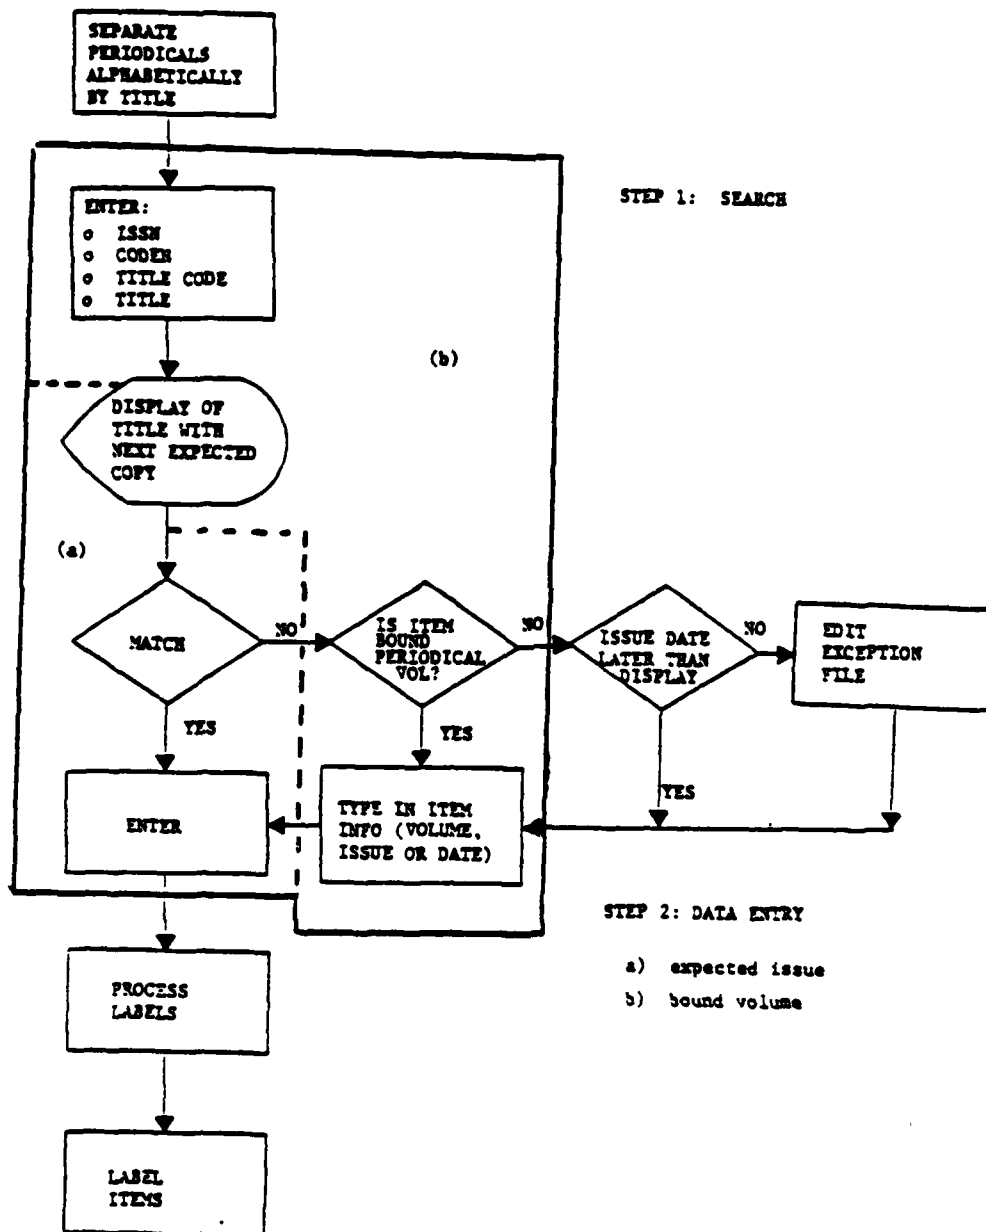 SEPARATE
PERIODICALS
ALPHABETICALLY
BY TITLE
STEP 1: SEARCH
ENTER:
o ISSN
o CODEN
o TITLE CODE
o TITLE
(b)
DISPLAY OF
TITLE WITH
NEXT EXPECTED
COPY
(a)
MATCH
NO
IS ITEM
BOUND
PERIODICAL
VOL?
NO
ISSUE DATE
LATER THAN
DISPLAY
NO
EDIT
EXCEPTION
FILE
YES
YES
YES
ENTER
TYPE IN ITEM
INFO (VOLUME,
ISSUE OR DATE)
STEP 2: DATA ENTRY
a) expected issue
b) bound volume
PROCESS
LABELS
LABEL
ITEMS